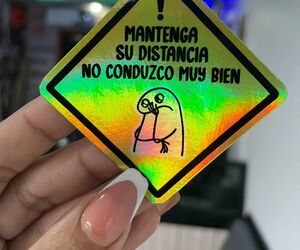 !
MANTENGA
SU DISTANCIA
NO CONDUZCO MUY BIEN